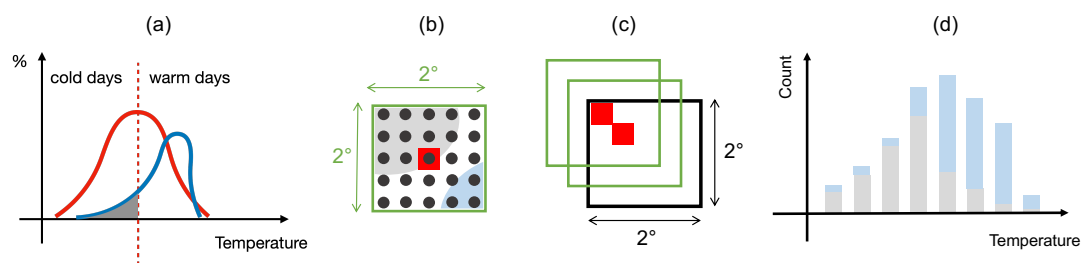 (a)
%
cold days
warm days
Temperature
(b)
2°
2°
(c)
2°
2°
(d)
Count
Temperature